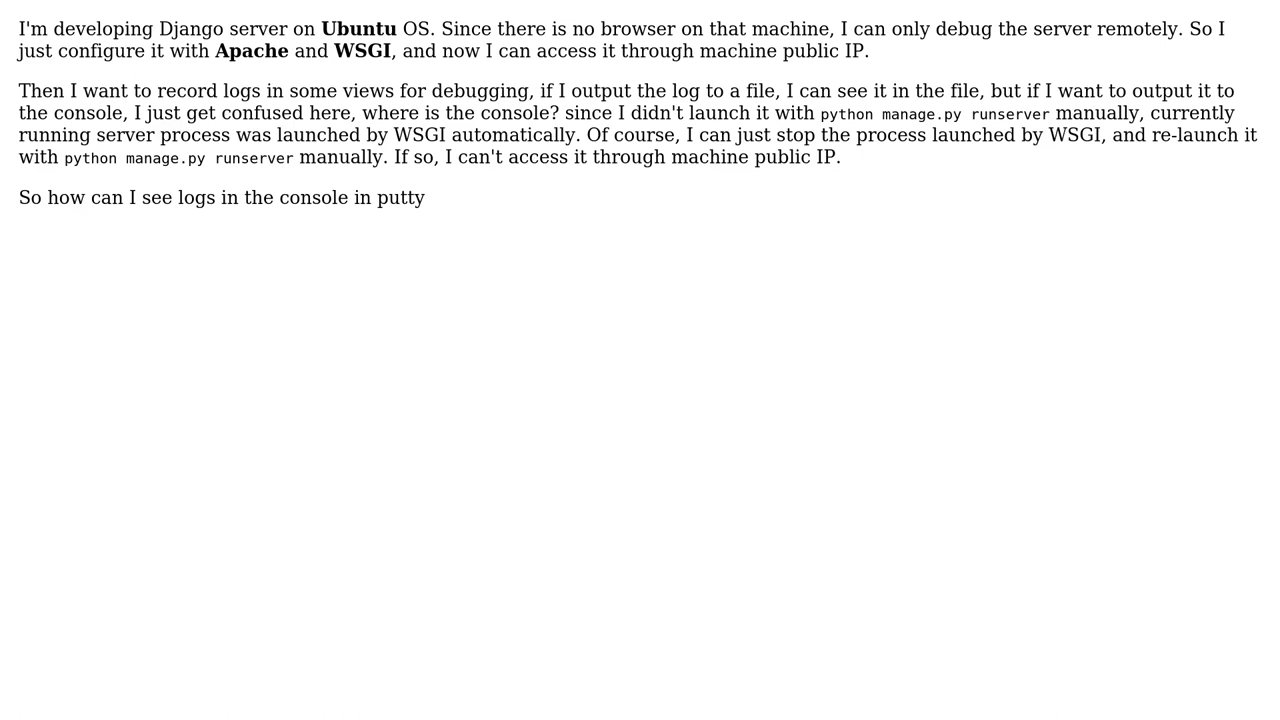 I'm developing Django server on Ubuntu OS. Since there is no browser on that machine, I can only debug the server remotely. So I
just configure it with Apache and WSGI, and now I can access it through machine public IP.
Then I want to record logs in some views for debugging, if I output the log to a file, I can see it in the file, but if I want to output it to
the console, I just get confused here, where is the console? since I didn't launch it with python manage.py runserver manually, currently
running server process was launched by WSGI automatically. Of course, I can just stop the process launched by WSGI, and re-launch it
with python manage.py runserver manually. If so, I can't access it through machine public IP.
So how can I see logs in the console in putty